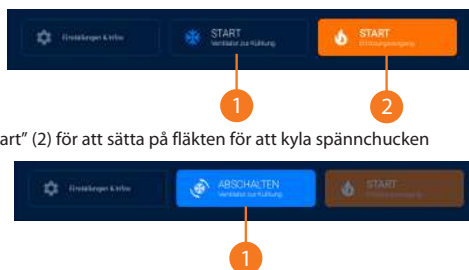 Einstellungen & Infos
START
Ventilator zur Kühlung
START
Erhitzungsvorgang
1
2
art” (2) för att sätta på fläkten för att kyla spännchucken
Einstellungen & Infos
ABSCHALTEN
Ventilator zur Kühlung
START
1